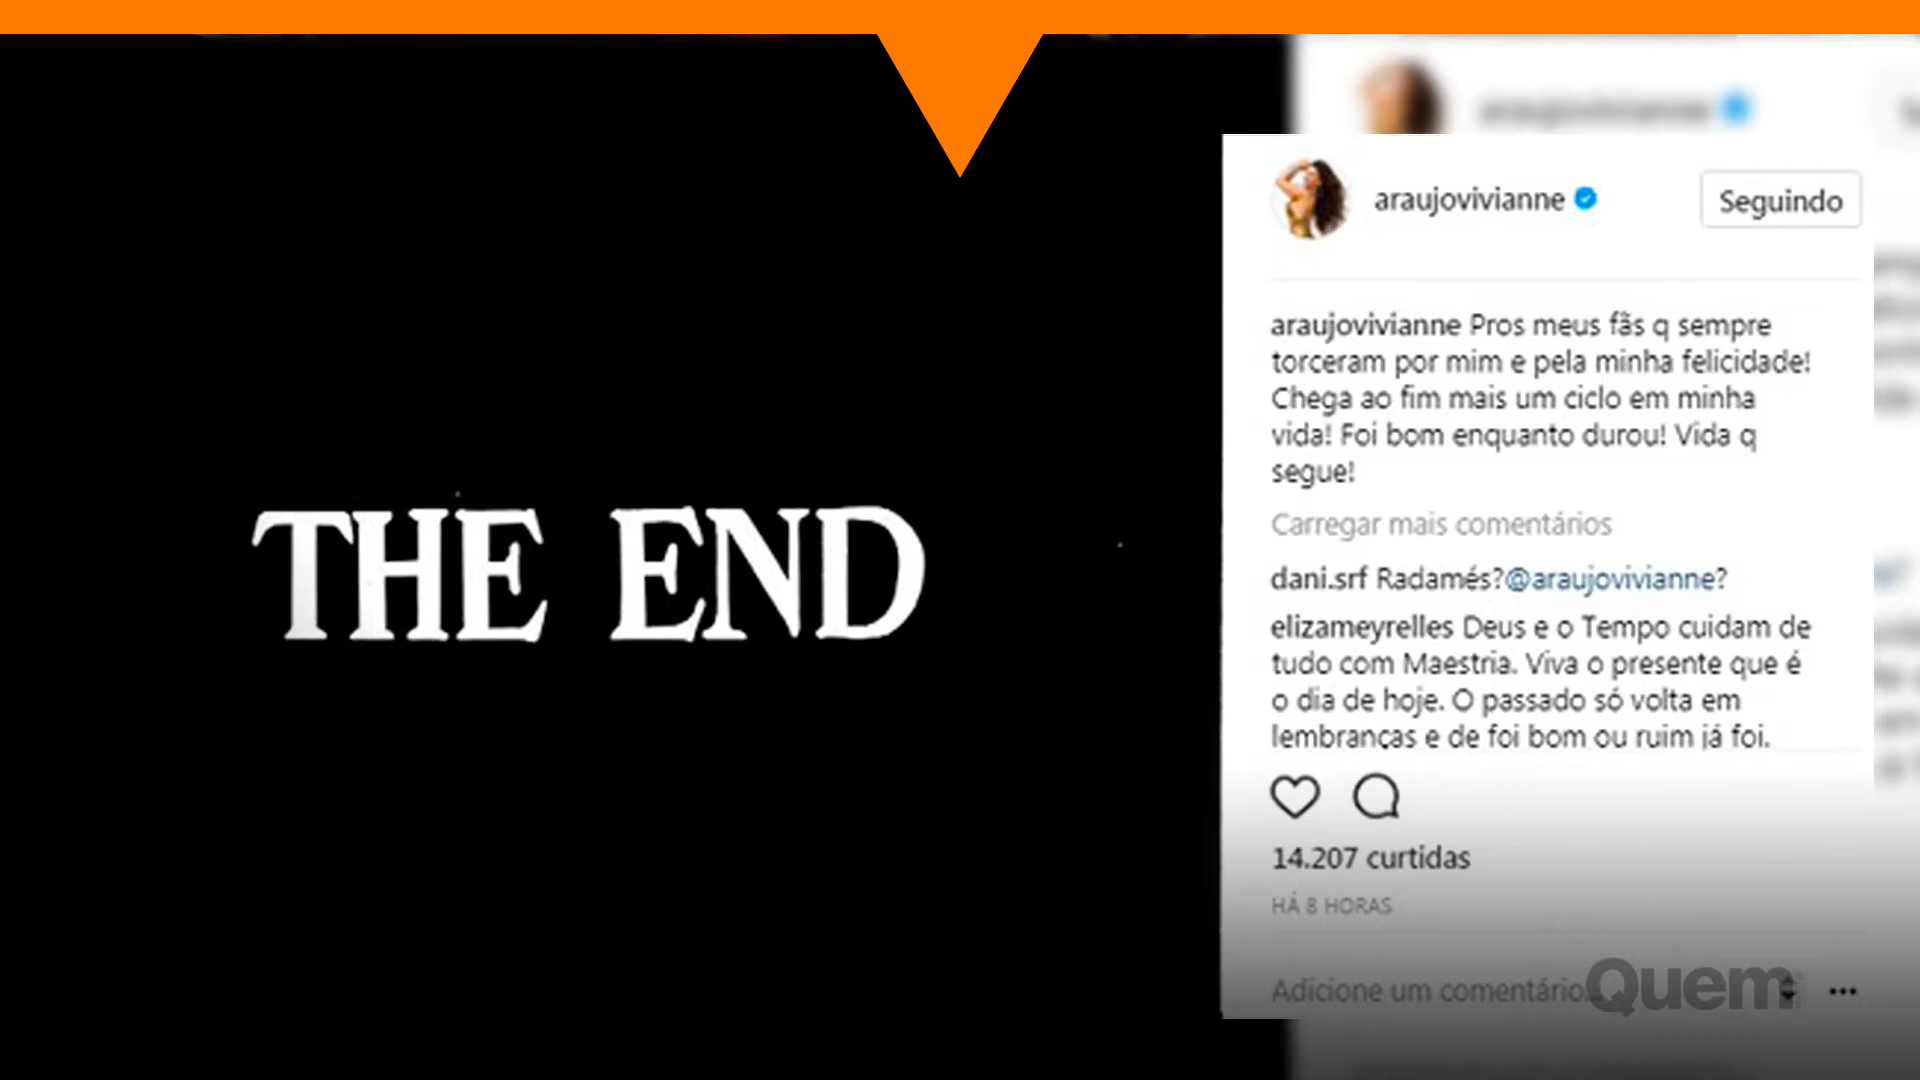 THE END
araujovivianne
Seguindo
araujovivianne Pros meus fãs q sempre
torceram por mim e pela minha felicidade!
Chega ao fim mais um ciclo em minha
vida! Foi bom enquanto durou! Vida q
segue!
Carregar mais comentários
dani.srf Radamés?@araujovivianne?
elizameyrelles Deus e o Tempo cuidam de
tudo com Maestria. Viva o presente que é
o dia de hoje. O passado só volta em
lembranças e de foi bom ou ruim já foi.
14.207 curtidas
HÁ 8 HORAS
Adicione um comentário...
Quem